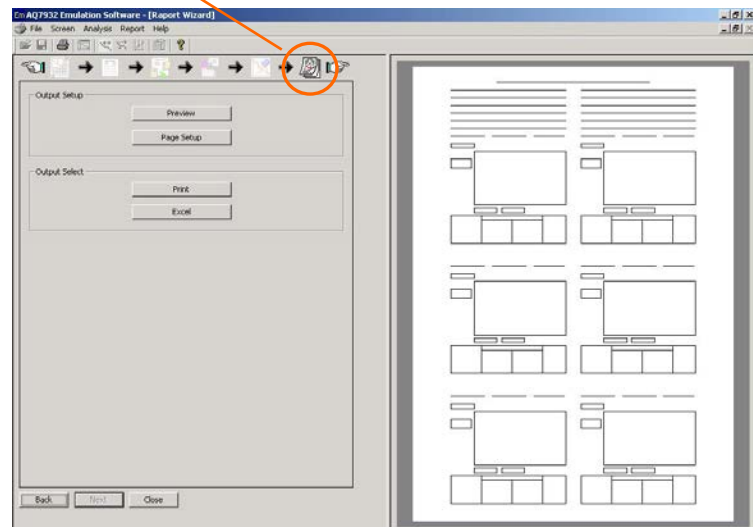 Em AQ7932 Emulation Software - [Raport Wizard]
File Screen Analysis Report Help
Output Setup
Preview
Page Setup
Output Select
Print
Excel
Back Next Close